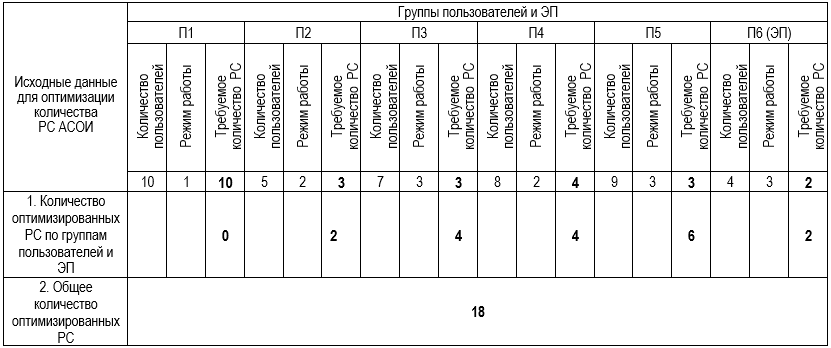 Группы пользователей и ЭП
Исходные данные
для оптимизации
количества
РС АСОИ
П1
П2
П3
П4
П5
П6 (ЭП)
Количество
пользователей
Режим работы
Требуемое
количество РС
Количество
пользователей
Режим работы
Требуемое
количество РС
Количество
пользователей
Режим работы
Требуемое
количество РС
Количество
пользователей
Режим работы
Требуемое
количество РС
Количество
пользователей
Режим работы
Требуемое
количество РС
Количество
пользователей
Режим работы
Требуемое
количество РС
10 1 10 5 2 3 7 3 3 8 2 4 9 3 3 4 3 2
1. Количество
оптимизированных
РС по группам
пользователей и
ЭП
0 2 4 4 6 2
2. Общее
количество
оптимизированных
РС
18